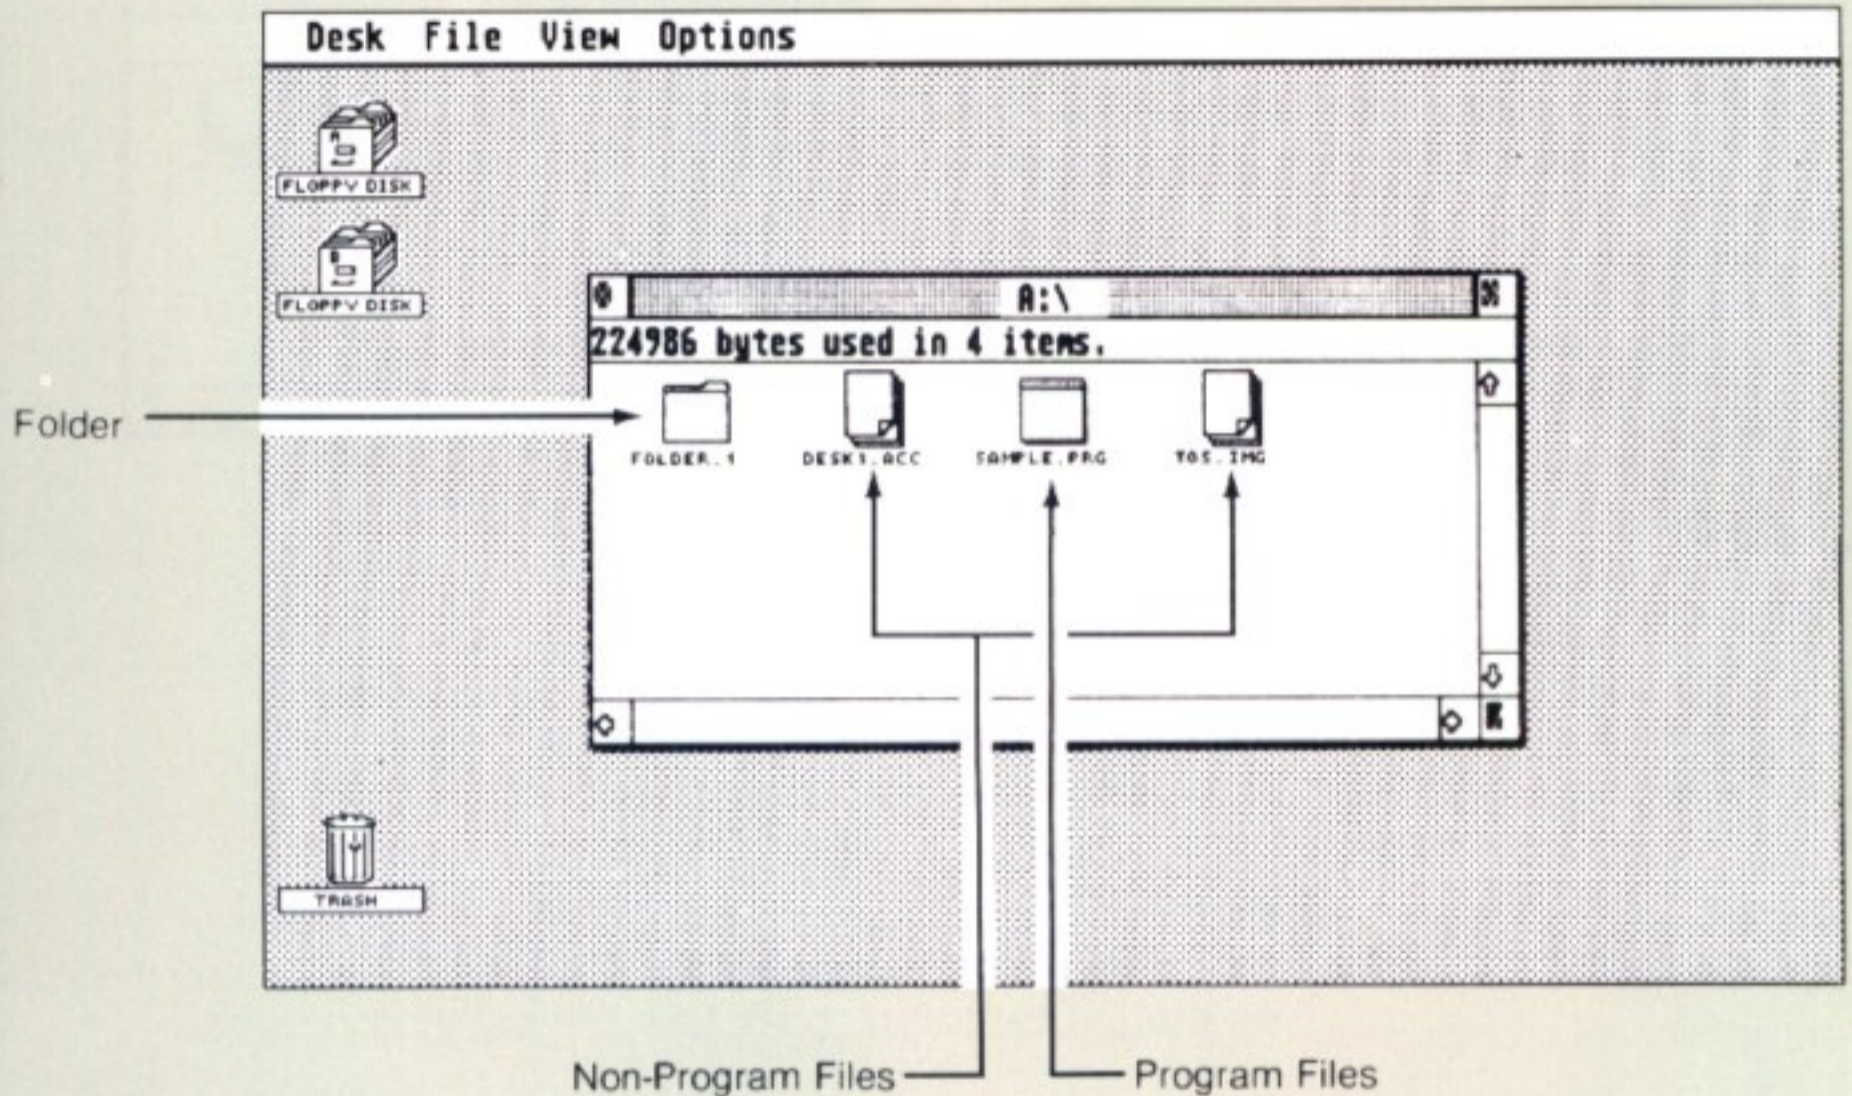 Desk File View Options
A
FLOPPY DISK
B
FLOPPY DISK
A:\
224986 bytes used in 4 items.
Folder
FOLDER.1 DESK1.ACC SAMPLE.PRG TOS.IMG
TRASH
Non-Program Files
Program Files